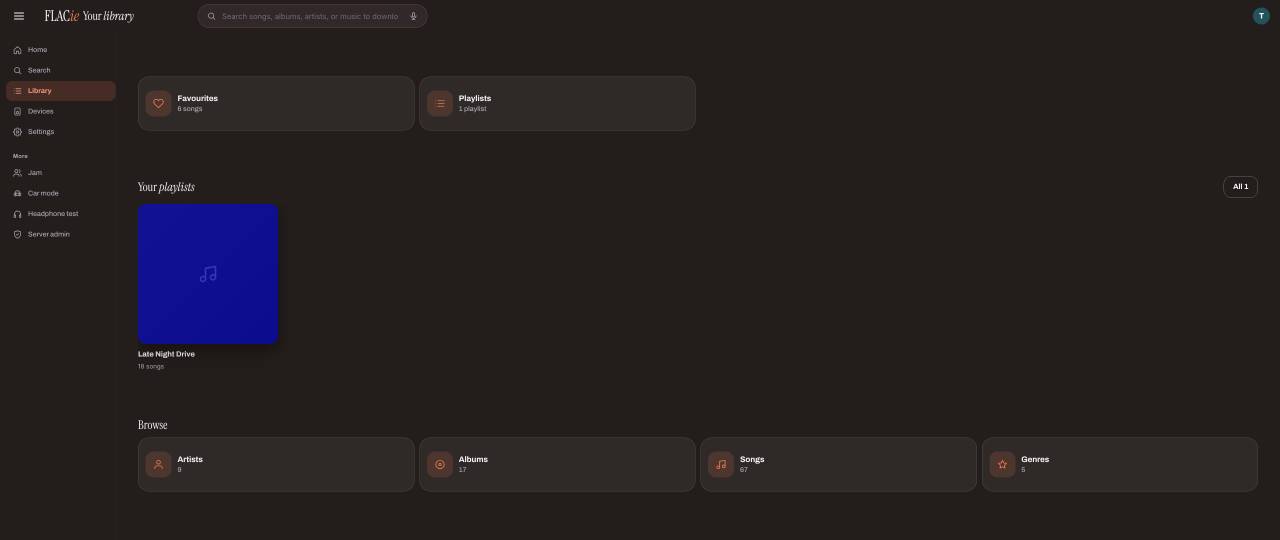 FLACie Your library
Search songs, albums, artists, or music to downlo
T
Home
Search
Library
Devices
Settings
More
Jam
Car mode
Headphone test
Server admin
Favourites
6 songs
Playlists
1 playlist
Your playlists
All 1
Late Night Drive
18 songs
Browse
Artists
9
Albums
17
Songs
67
Genres
5